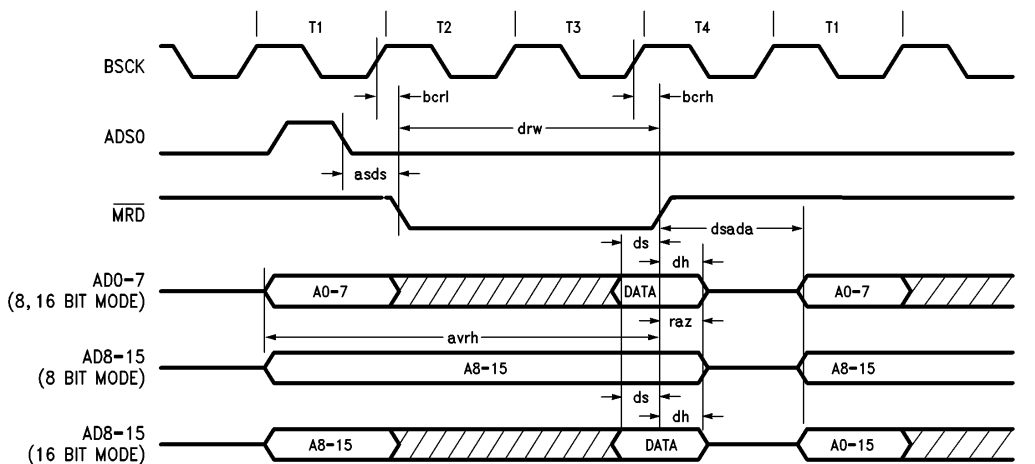 T1 T2 T3 T4 T1
BSCK
bcrl bcrh
ADS0
drw
asds
MRD
dsada
ds
dh
AD0-7
(8, 16 BIT MODE)
A0-7 DATA A0-7
raz
avrh
AD8-15
(8 BIT MODE)
A8-15 A8-15
ds dh
AD8-15
(16 BIT MODE)
A8-15 DATA A0-15